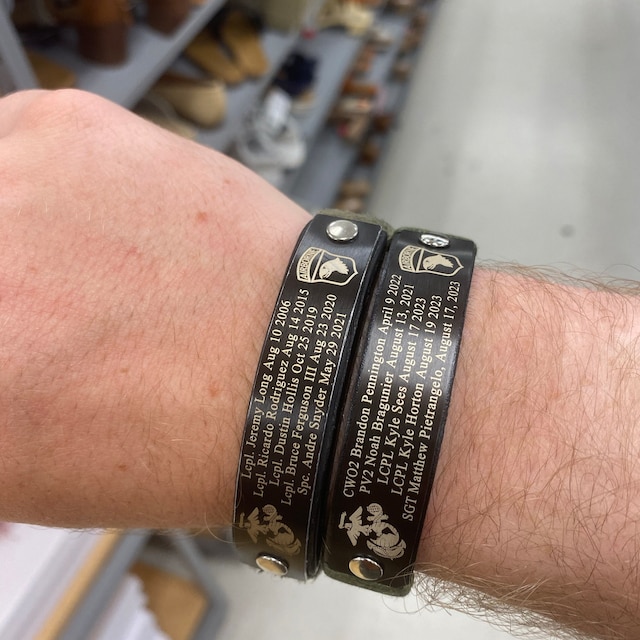 AIRBORNE
Lcpl. Jeremy Long Aug 10 2006
Lcpl. Ricardo Rodriguez Aug 14 2015
Lcpl. Dustin Hollis Oct 25 2019
Lcpl. Bruce Ferguson III Aug 23 2020
Spc. Andre Snyder May 29 2021
AIRBORNE
CWO2 Brandon Pennington April 9 2022
PV2 Noah Bragunier August 13, 2021
LCPL Kyle Sees August 17 2023
LCPL Kyle Horton August 19 2023
SGT Matthew Pietrangelo, August 17, 2023